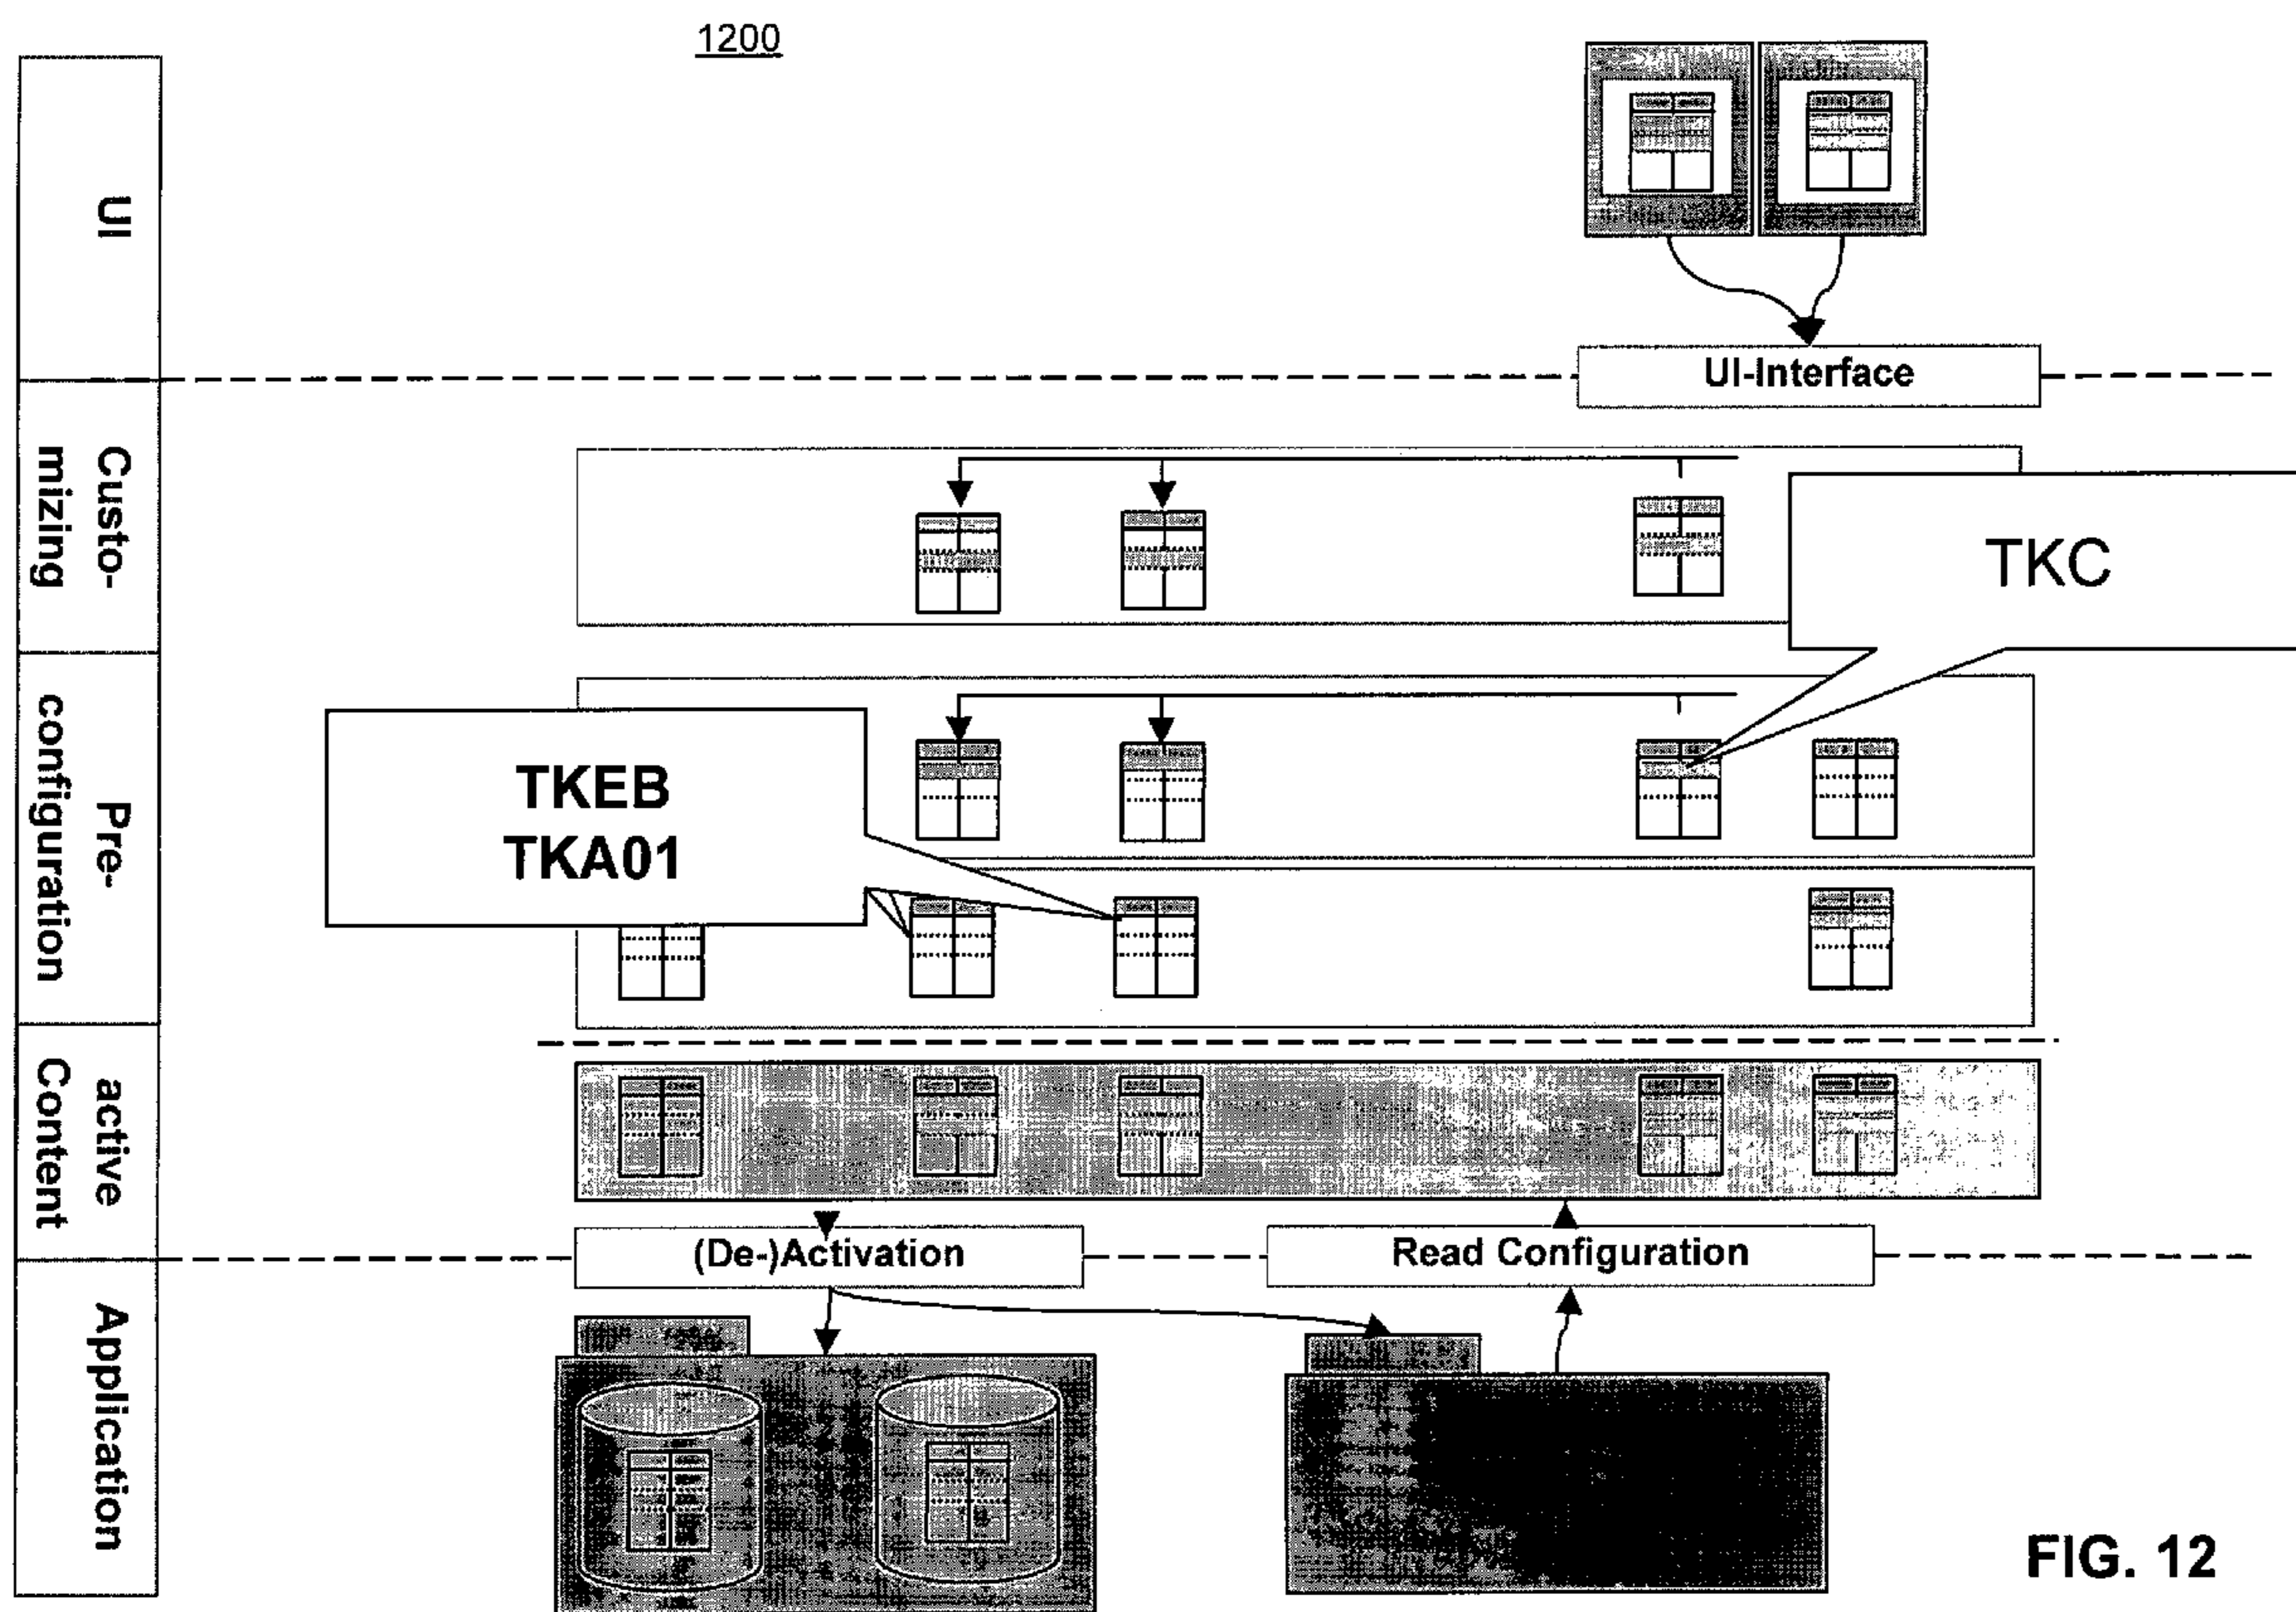 1200
UI
UI-Interface
Custo-
mizing
TKC
Pre-
configuration
TKEB
TKA01
active
Content
(De-)Activation
Read Configuration
Application
FIG. 12